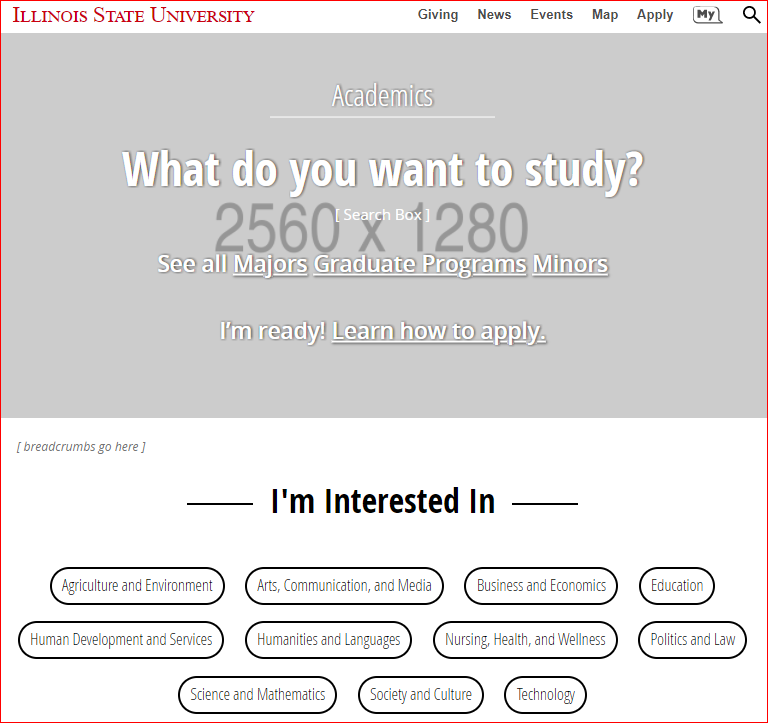 Illinois State University
Giving News Events Map Apply My
Academics
What do you want to study?
[ Search Box ]
2560 x 1280
See all Majors Graduate Programs Minors
I'm ready! Learn how to apply.
[ breadcrumbs go here ]
I'm Interested In
Agriculture and Environment Arts, Communication, and Media Business and Economics Education
Human Development and Services Humanities and Languages Nursing, Health, and Wellness Politics and Law
Science and Mathematics Society and Culture Technology